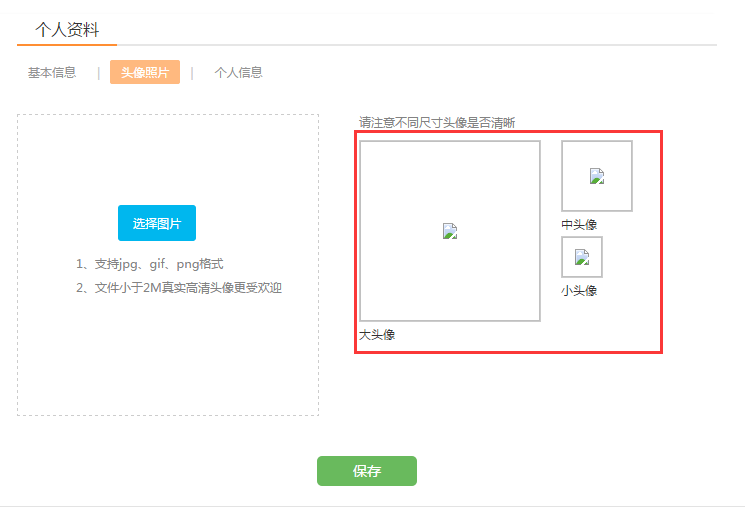 个人资料
基本信息 | 头像照片 | 个人信息
请注意不同尺寸头像是否清晰
选择图片
1、支持jpg、gif、png格式
2、文件小于2M真实高清头像更受欢迎
中头像
小头像
大头像
保存